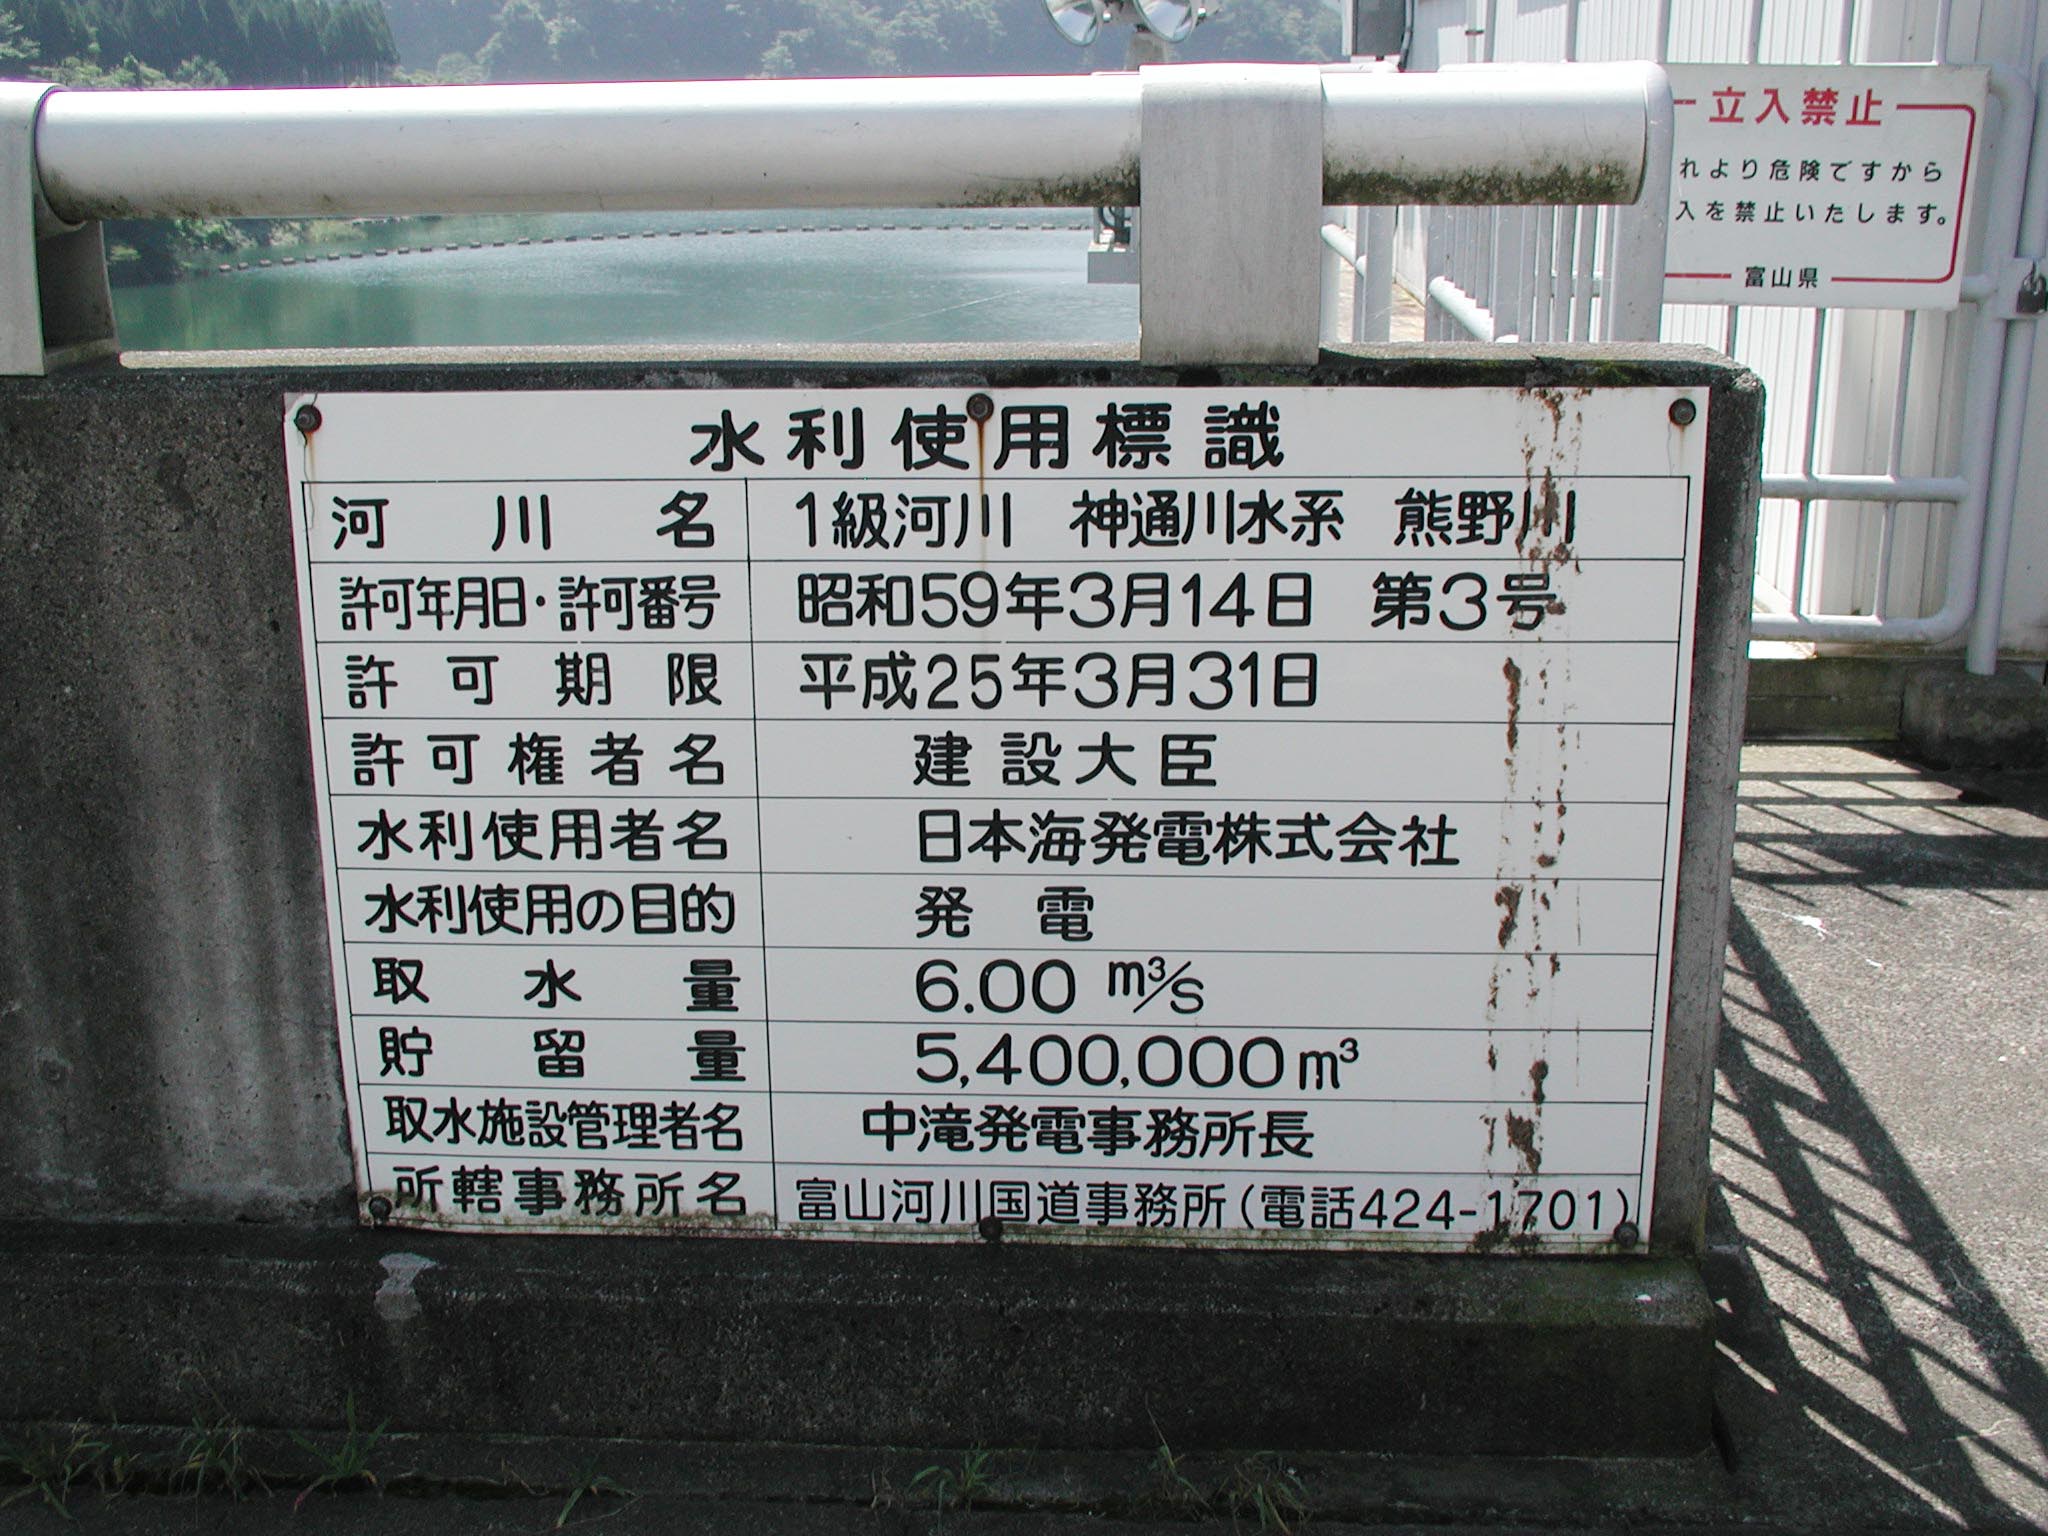 立入禁止
れより危険ですから
入を禁止いたします。
富山県
水利使用標識
河川名 1級河川 神通川水系 熊野川
許可年月日・許可番号 昭和59年3月14日 第3号
許可期限 平成25年3月31日
許可権者名 建設大臣
水利使用者名 日本海発電株式会社
水利使用の目的 発電
取水量 6.00 m³/s
貯留量 5,400,000m³
取水施設管理者名 中滝発電事務所長
所轄事務所名 富山河川国道事務所(電話424-1701)